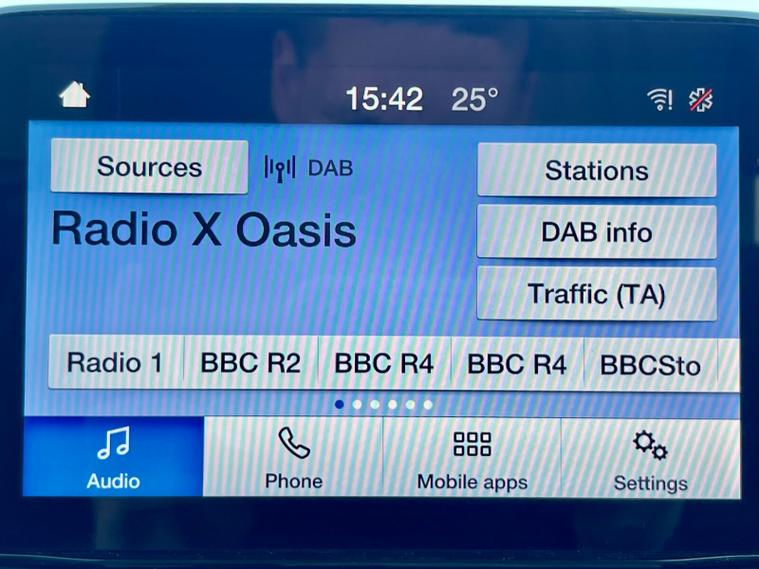 15:42 25°
Sources DAB Stations
Radio X Oasis
DAB info
Traffic (TA)
Radio 1 BBC R2 BBC R4 BBC R4 BBCSto
Audio Phone Mobile apps Settings